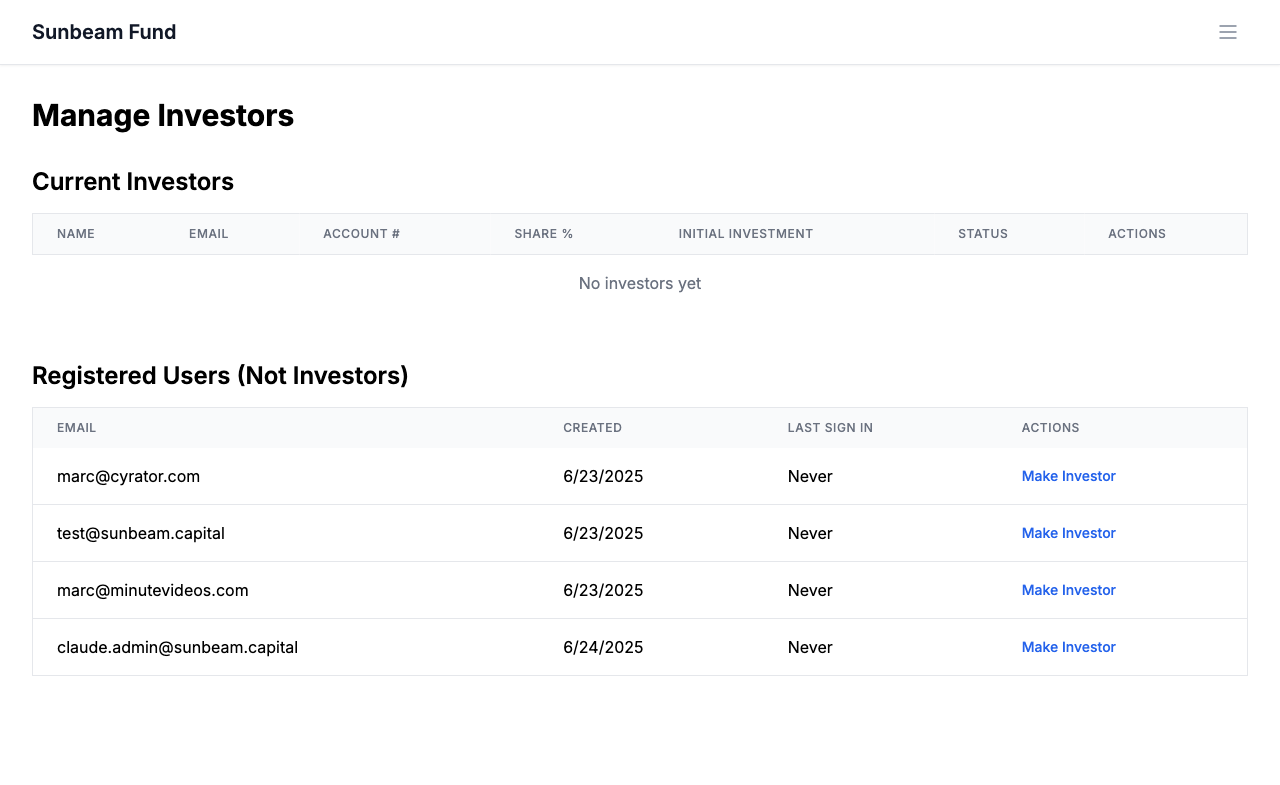 Sunbeam Fund
Manage Investors
Current Investors
NAME EMAIL ACCOUNT # SHARE % INITIAL INVESTMENT STATUS ACTIONS
No investors yet
Registered Users (Not Investors)
EMAIL CREATED LAST SIGN IN ACTIONS
marc@cyrator.com 6/23/2025 Never Make Investor
test@sunbeam.capital 6/23/2025 Never Make Investor
marc@minutevideos.com 6/23/2025 Never Make Investor
claude.admin@sunbeam.capital 6/24/2025 Never Make Investor